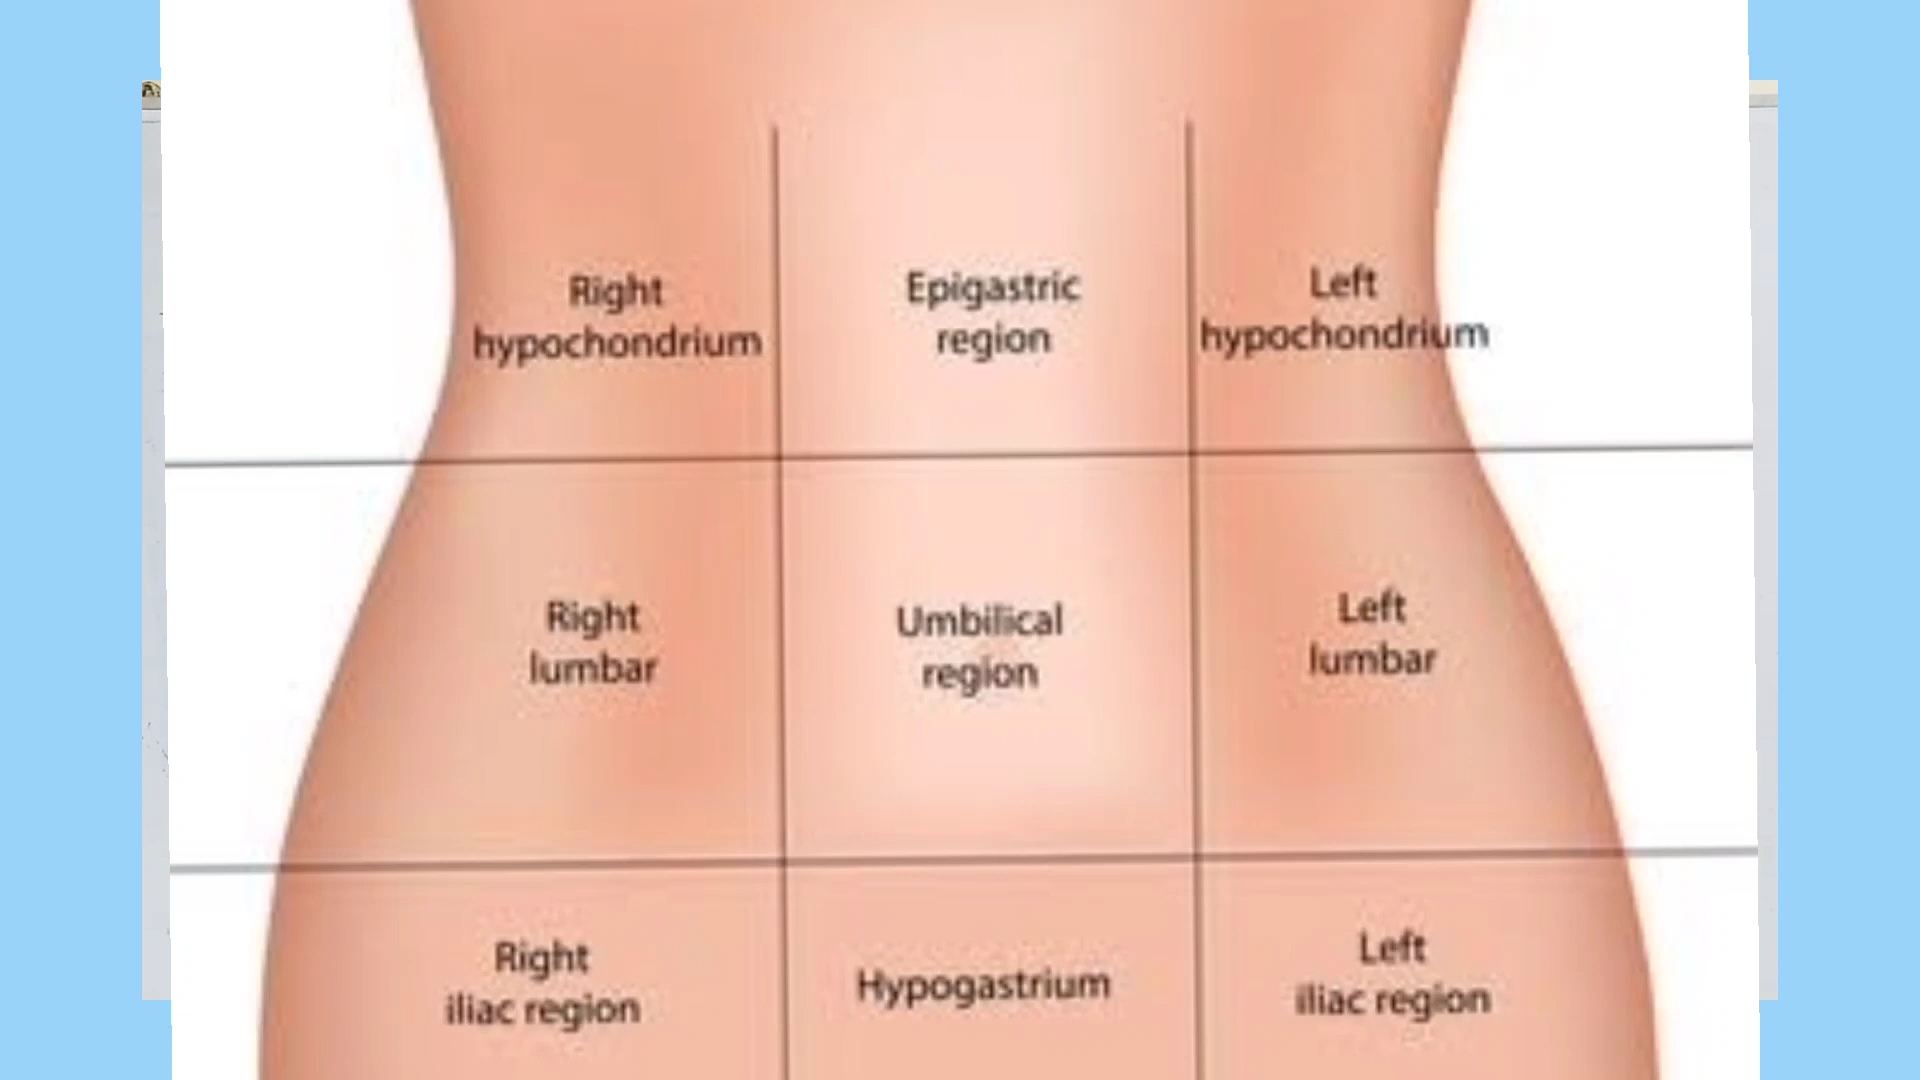 Right
hypochondrium
Epigastric
region
Left
hypochondrium
Right
lumbar
Umbilical
region
Left
lumbar
Right
iliac region
Hypogastrium
Left
iliac region